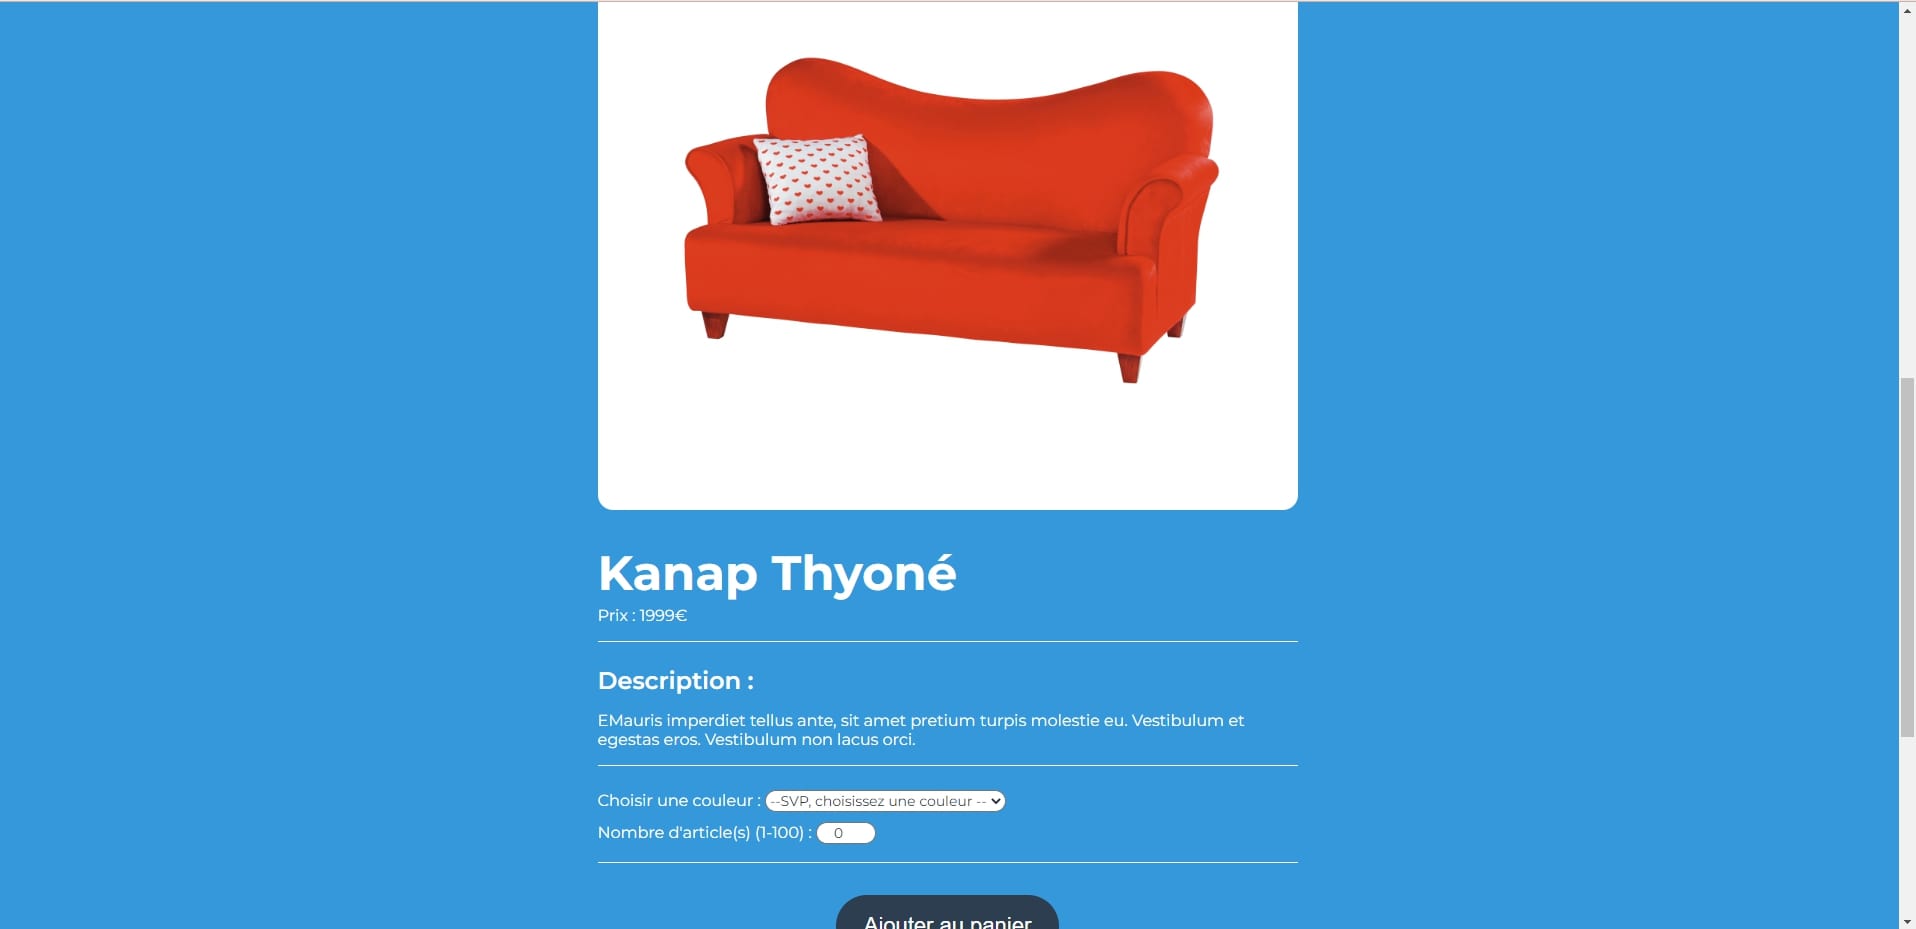 Kanap Thyoné
Prix : 1999€
Description :
EMauris imperdiet tellus ante, sit amet pretium turpis molestie eu. Vestibulum et
egestas eros. Vestibulum non lacus orci.
Choisir une couleur : --SVP, choisissez une couleur --
Nombre d'article(s) (1-100) : 0
Ajouter au panier